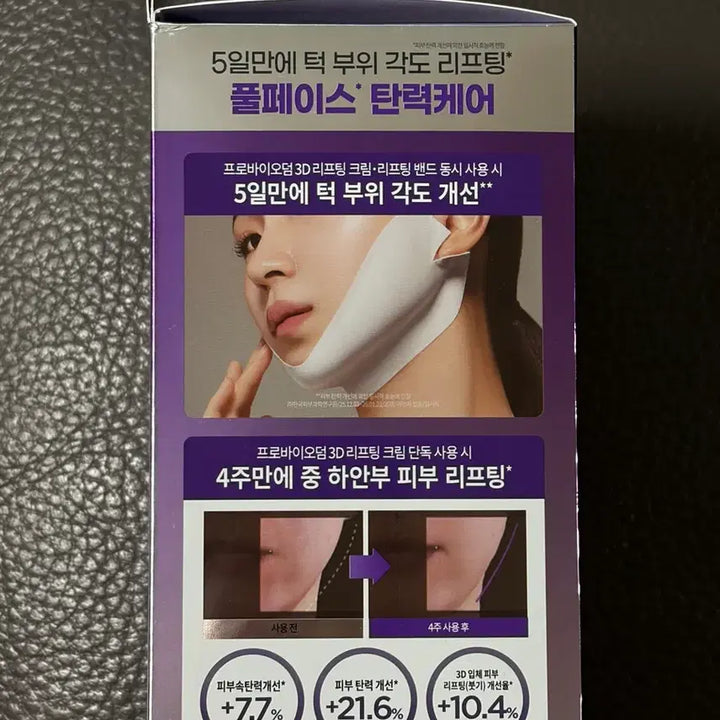 5일만에 턱 부위 각도 리프팅*
풀페이스* 탄력케어
프로바이오덤 3D 리프팅 크림·리프팅 밴드 동시 사용 시
5일만에 턱 부위 각도 개선**
프로바이오덤 3D 리프팅 크림 단독 사용 시
4주만에 중 하안부 피부 리프팅*
사용 전
4주 사용 후
피부속탄력개선*
+7.7%
피부 탄력 개선*
+21.6%
3D 입체 피부
리프팅(붓기) 개선율*
+10.4%